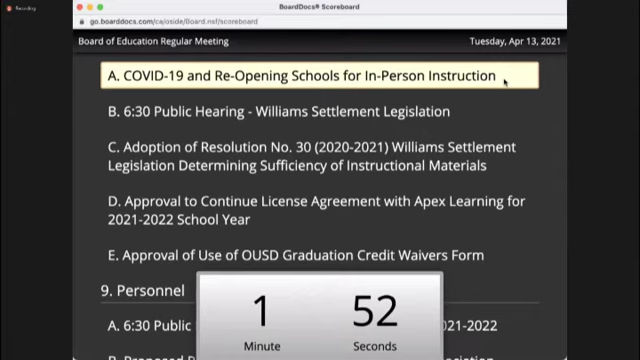 Recording
BoardDocs® Scoreboard
go.boarddocs.com/ca/oside/Board.nsf/scoreboard
Board of Education Regular Meeting
Tuesday, Apr 13, 2021
A. COVID-19 and Re-Opening Schools for In-Person Instruction
B. 6:30 Public Hearing - Williams Settlement Legislation
C. Adoption of Resolution No. 30 (2020-2021) Williams Settlement
Legislation Determining Sufficiency of Instructional Materials
D. Approval to Continue License Agreement with Apex Learning for
2021-2022 School Year
E. Approval of Use of OUSD Graduation Credit Waivers Form
9. Personnel
A. 6:30 Public
021-2022
1 52
Minute Seconds